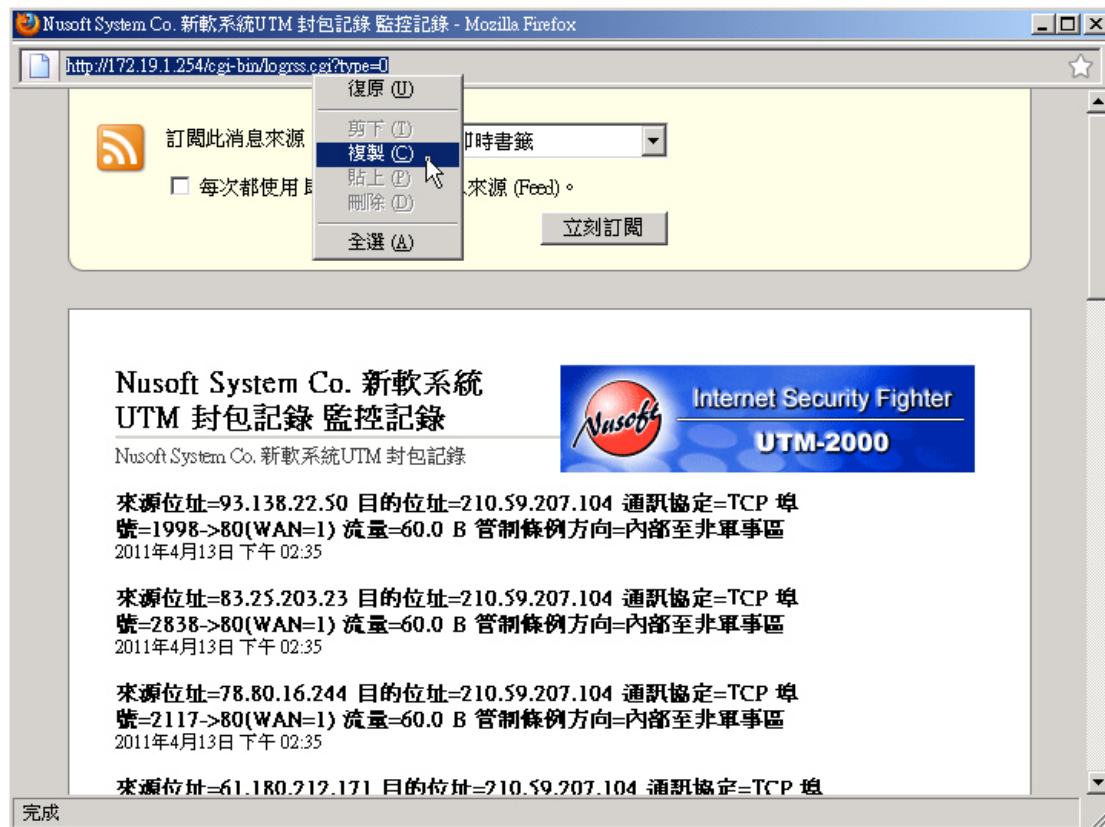 Nusoft System Co. 新軟系統UTM 封包記錄 監控記錄 - Mozilla Firefox
http://172.19.1.254/cgi-bin/logrss.cgi?type=0
復原 (U)
剪下 (T)
複製 (C)
貼上 (P)
刪除 (D)
全選 (A)
訂閱此消息來源
時書籤
每次都使用
來源 (Feed)。
立刻訂閱
Nusoft System Co. 新軟系統
UTM 封包記錄 監控記錄
Nusoft System Co. 新軟系統UTM 封包記錄
Nusoft
Internet Security Fighter
UTM-2000
來源位址=93.138.22.50 目的位址=210.59.207.104 通訊協定=TCP 埠
號=1998->80(WAN=1) 流量=60.0 B 管制條例方向=內部至非軍事區
2011年4月13日 下午 02:35
來源位址=83.25.203.23 目的位址=210.59.207.104 通訊協定=TCP 埠
號=2838->80(WAN=1) 流量=60.0 B 管制條例方向=內部至非軍事區
2011年4月13日 下午 02:35
來源位址=78.80.16.244 目的位址=210.59.207.104 通訊協定=TCP 埠
號=2117->80(WAN=1) 流量=60.0 B 管制條例方向=內部至非軍事區
2011年4月13日 下午 02:35
來源位址=61.180.212.171 目的位址=210.59.207.104 通訊協定=TCP 埠
完成